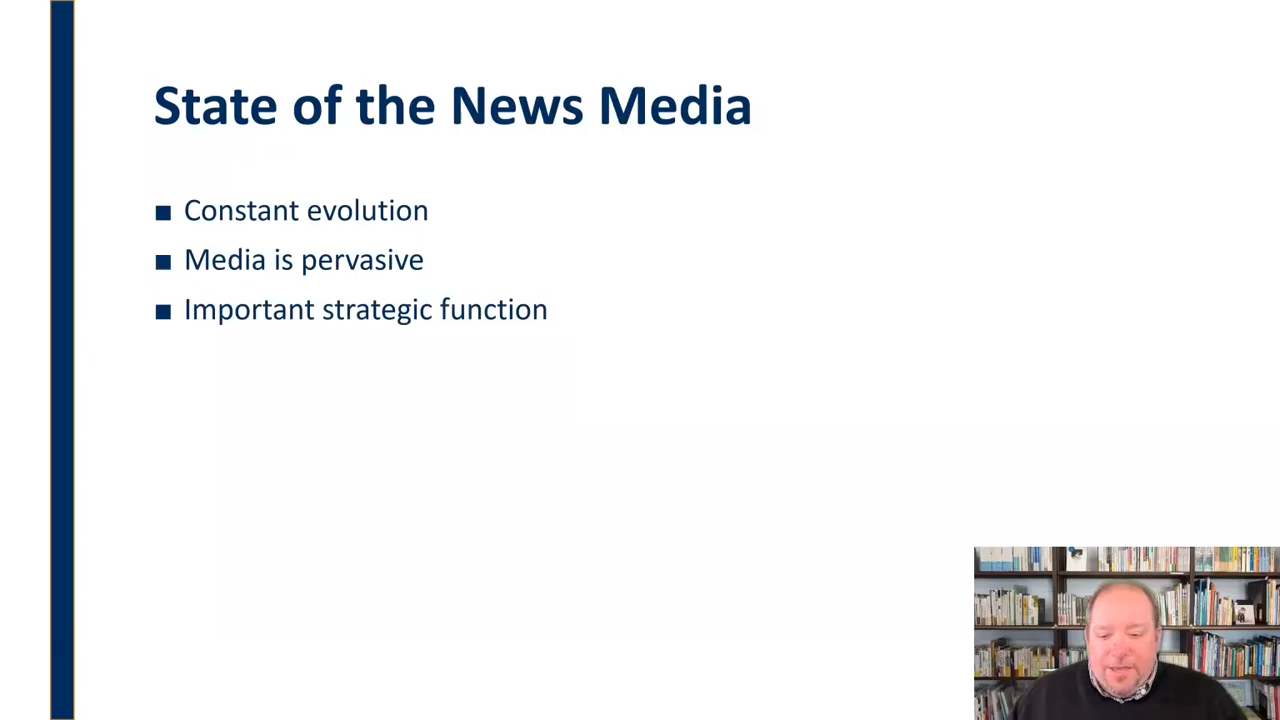 State of the News Media
■ Constant evolution
■ Media is pervasive
■ Important strategic function